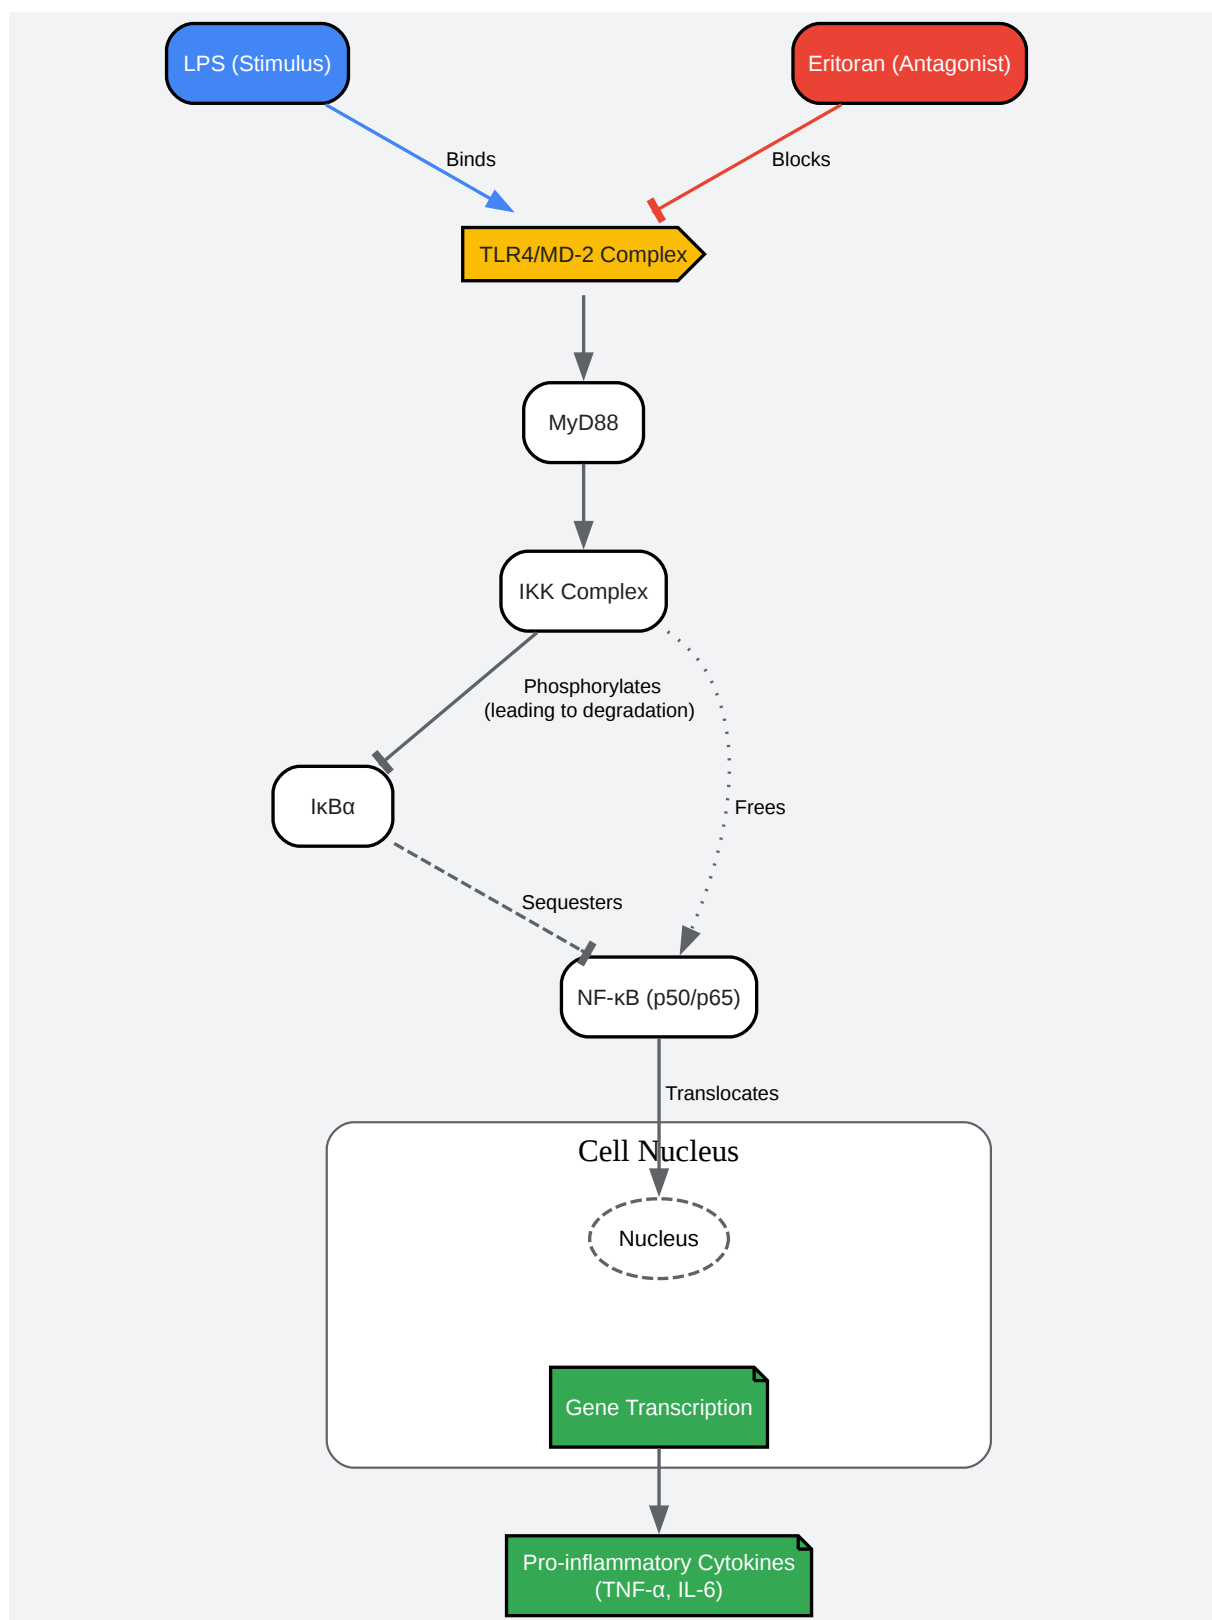 LPS (Stimulus)
Eritoran (Antagonist)
Binds
Blocks
TLR4/MD-2 Complex
MyD88
IKK Complex
Phosphorylates
(leading to degradation)
IκBα
Frees
Sequesters
NF-κB (p50/p65)
Translocates
Cell Nucleus
Nucleus
Gene Transcription
Pro-inflammatory Cytokines
(TNF-α, IL-6)